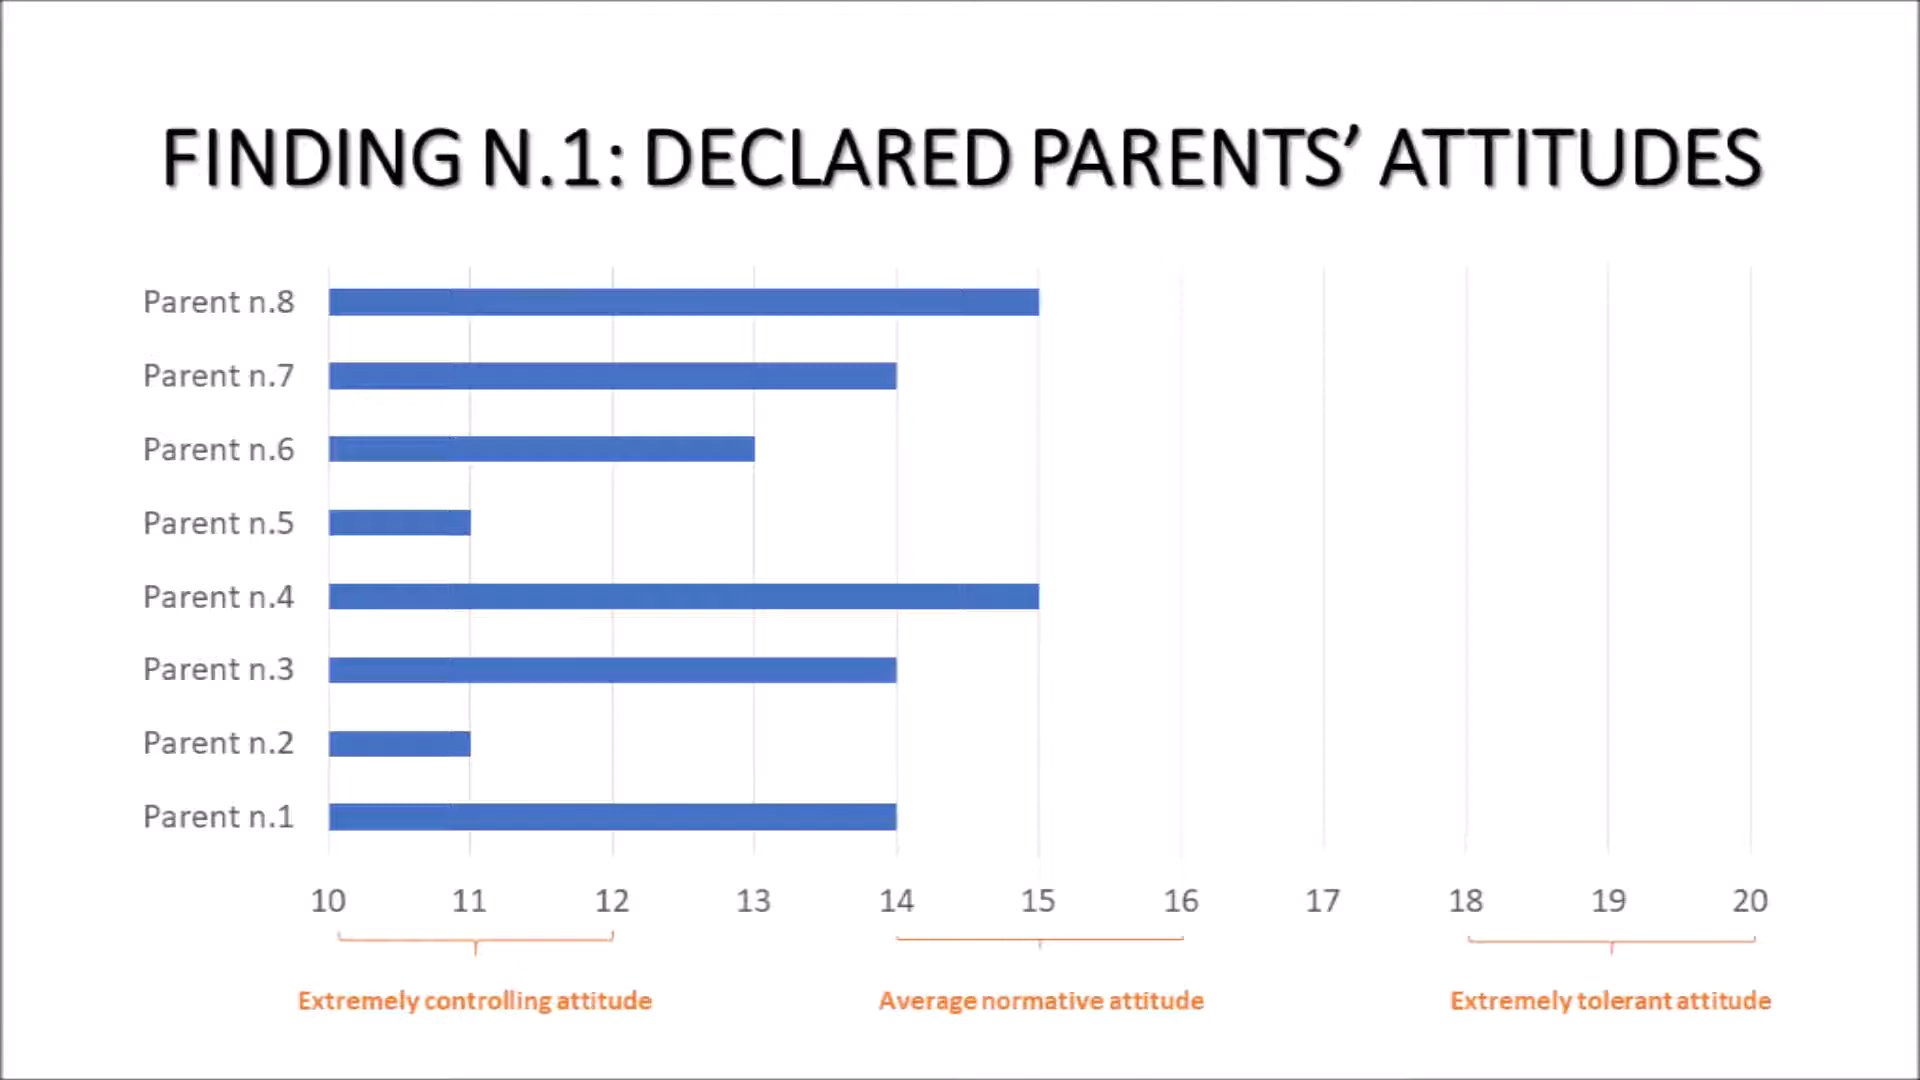 FINDING N.1: DECLARED PARENTS’ ATTITUDES
Parent n.8
Parent n.7
Parent n.6
Parent n.5
Parent n.4
Parent n.3
Parent n.2
Parent n.1
10 11 12 13 14 15 16 17 18 19 20
Extremely controlling attitude
Average normative attitude
Extremely tolerant attitude